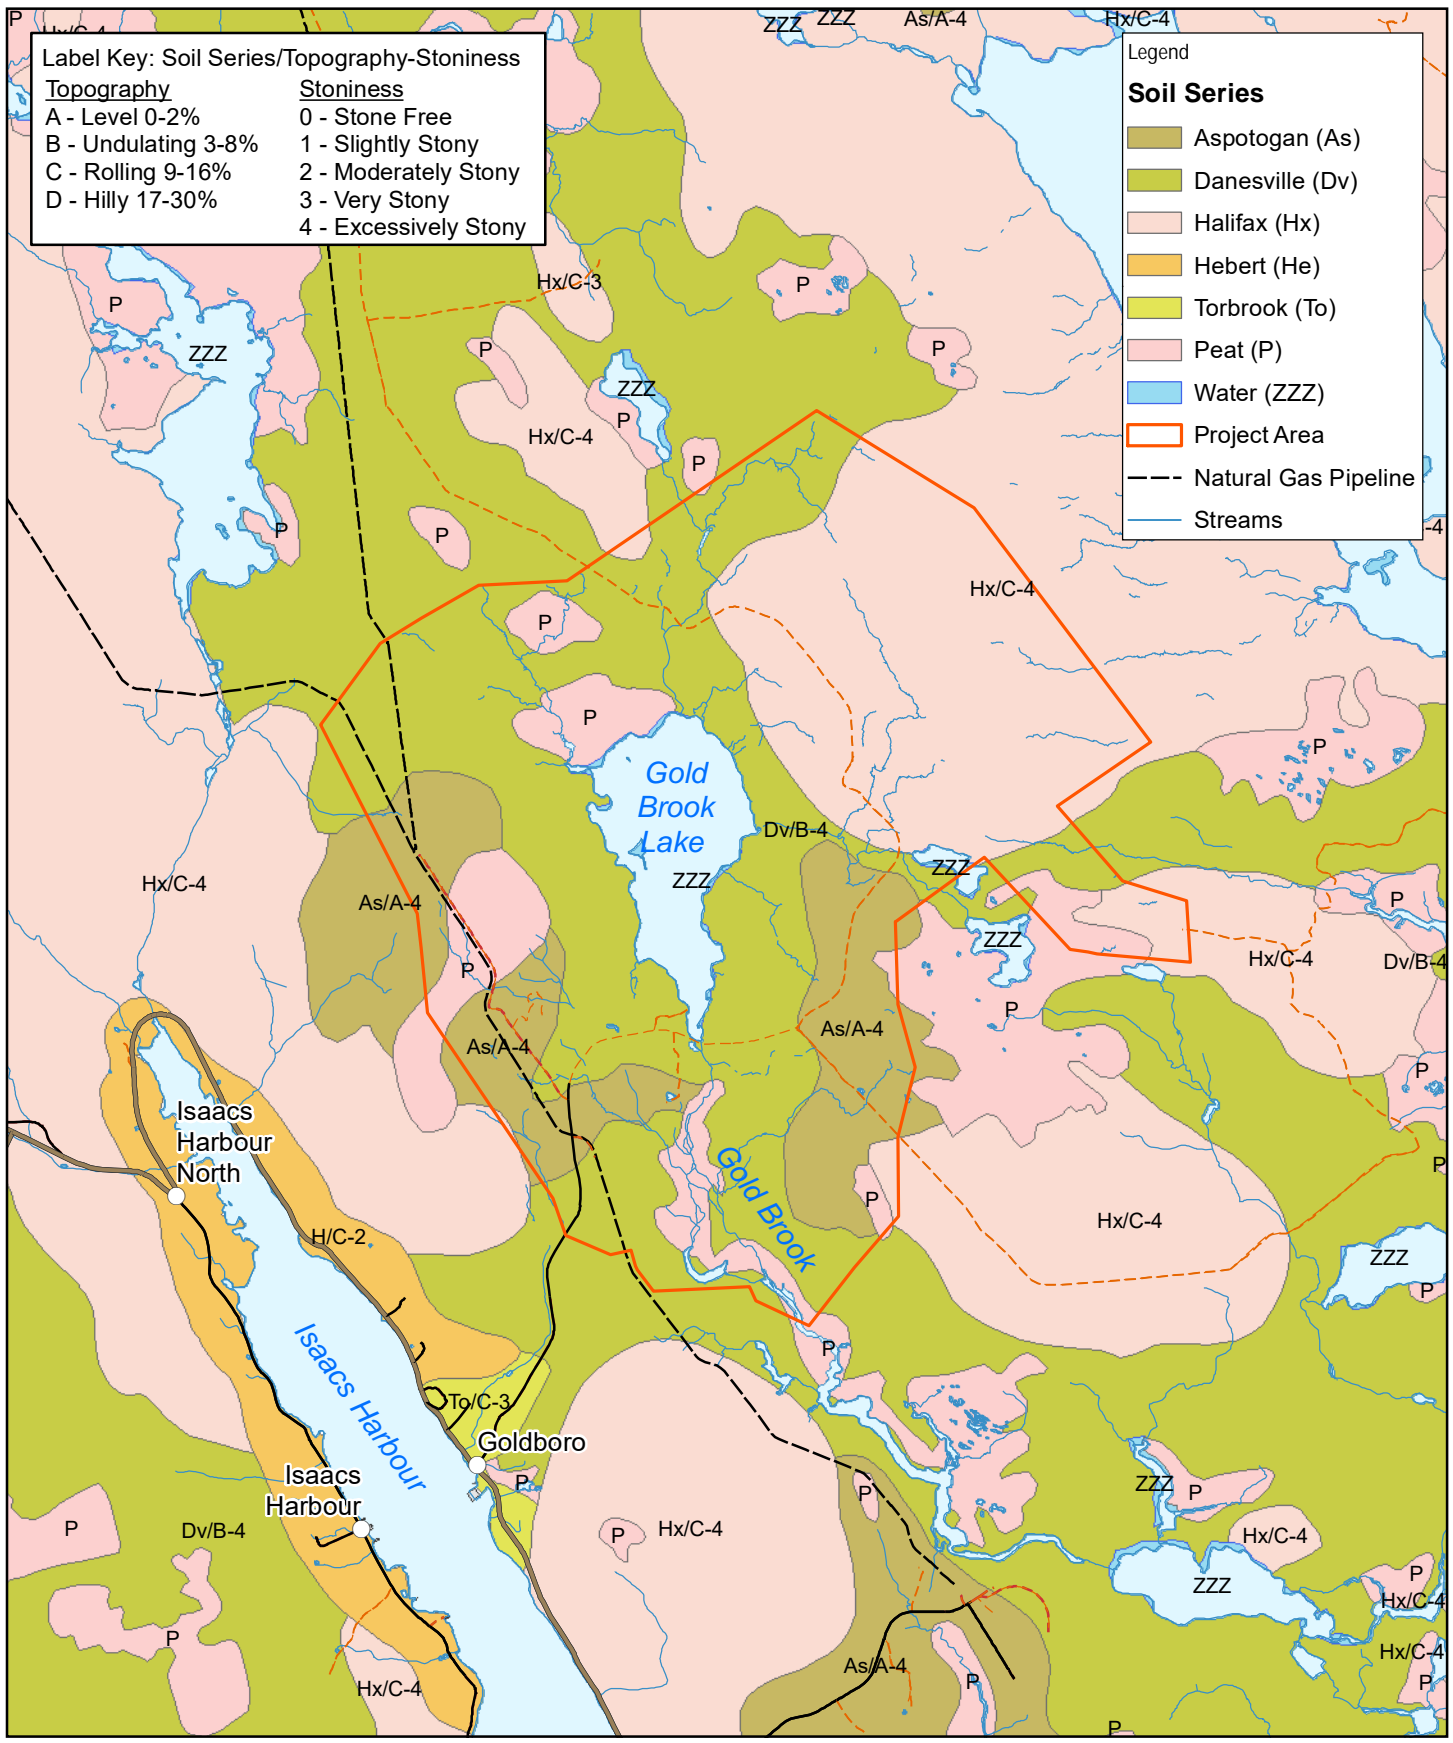 P
Hx/C-4
ZZZ
ZZZ
As/A-4
Hx/C-4
Label Key: Soil Series/Topography-Stoniness
Topography
A - Level 0-2%
B - Undulating 3-8%
C - Rolling 9-16%
D - Hilly 17-30%
Stoniness
0 - Stone Free
1 - Slightly Stony
2 - Moderately Stony
3 - Very Stony
4 - Excessively Stony
Legend
Soil Series
Aspotogan (As)
Danesville (Dv)
Halifax (Hx)
Hebert (He)
Torbrook (To)
Peat (P)
Water (ZZZ)
Project Area
Natural Gas Pipeline
Streams
-4
P
Hx/C-3
P
ZZZ
P
P
ZZZ
P
Hx/C-4
P
P
P
P
Hx/C-4
P
P
P
Gold
Brook
Lake
Dv/B-4
ZZZ
ZZZ
Hx/C-4
As/A-4
P
ZZZ
P
Hx/C-4
Dv/B-4
P
As/A-4
As/A-4
P
Isaacs
Harbour
North
Gold Brook
P
P
Hx/C-4
H/C-2
ZZZ
P
Isaacs Harbour
P
To/C-3
Goldboro
P
Isaacs
Harbour
P
Dv/B-4
P
Hx/C-4
P
ZZZ
P
Hx/C-4
ZZZ
P
Hx/C-4
P
As/A-4
P
Hx/C-4
Hx/C-4
P
P